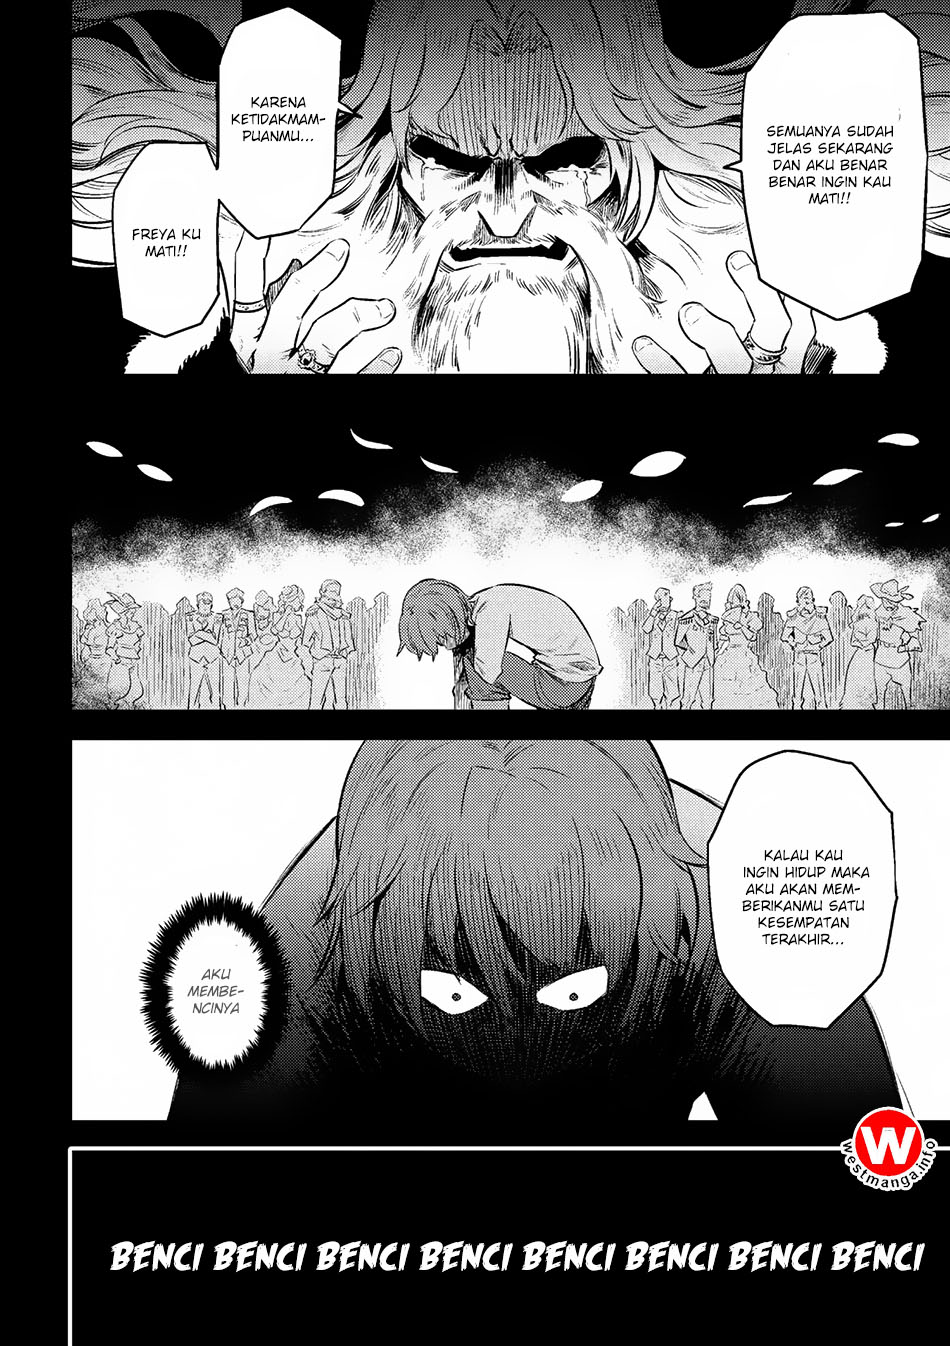 SEMUANYA SUDAH
JELAS SEKARANG
DAN AKU BENAR
BENAR INGIN KAU
MATI!!
KARENA
KETIDAKMAM-
PUANMU...
FREYA KU
MATI!!
KALAU KAU
INGIN HIDUP MAKA
AKU AKAN MEM-
BERIKANMU SATU
KESEMPATAN
TERAKHIR...
AKU
MEMBE-
NCINYA
W
westmanga.info
BENCI BENCI BENCI BENCI BENCI BENCI BENCI BENCI